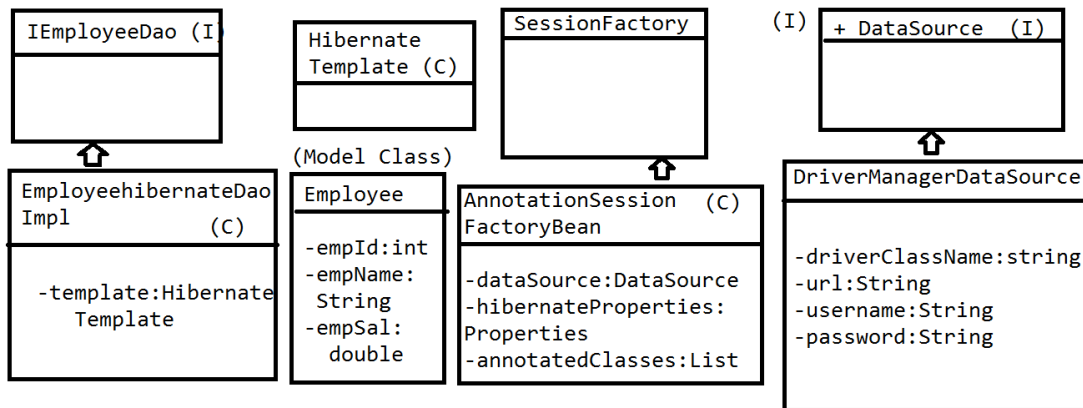 IEmployeeDao (I)
Hibernate
Template (C)
SessionFactory
(I)
+ DataSource (I)
EmployeehibernateDao
Impl
(C)
-template:Hibernate
Template
(Model Class)
Employee
-empId:int
-empName:
String
-empSal:
double
AnnotationSession (C)
FactoryBean
-dataSource:DataSource
-hibernateProperties:
Properties
-annotatedClasses:List
DriverManagerDataSource
-driverClassName:string
-url:String
-username:String
-password:String